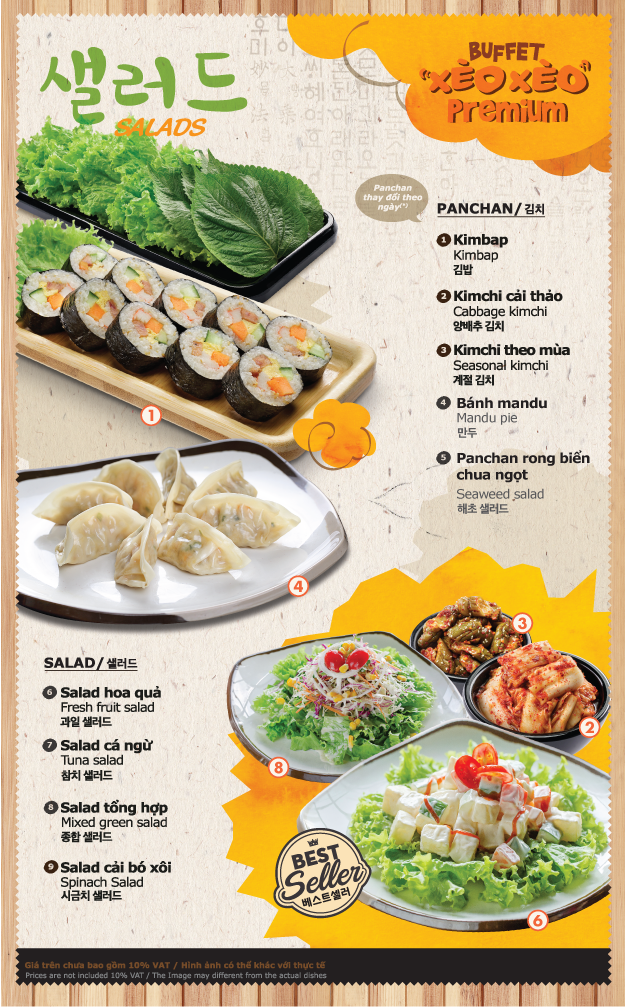 샐러드
SALADS
BUFFET
"XÈO XÈO"
Premium
Panchan
thay đổi theo
ngày(*)
PANCHAN/김치
1 Kimbap
Kimbap
김밥
2 Kimchi cải thảo
Cabbage kimchi
양배추 김치
3 Kimchi theo mùa
Seasonal kimchi
계절 김치
4 Bánh mandu
Mandu pie
만두
5 Panchan rong biển
chua ngọt
Seaweed salad
해초 샐러드
1
4
SALAD/샐러드
6 Salad hoa quả
Fresh fruit salad
과일 샐러드
7 Salad cá ngừ
Tuna salad
참치 샐러드
8 Salad tổng hợp
Mixed green salad
종합 샐러드
9 Salad cải bó xôi
Spinach Salad
시금치 샐러드
3
2
8
6
BEST
Seller
베스트셀러
Giá trên chưa bao gồm 10% VAT / Hình ảnh có thể khác với thực tế
Prices are not included 10% VAT / The Image may different from the actual dishes